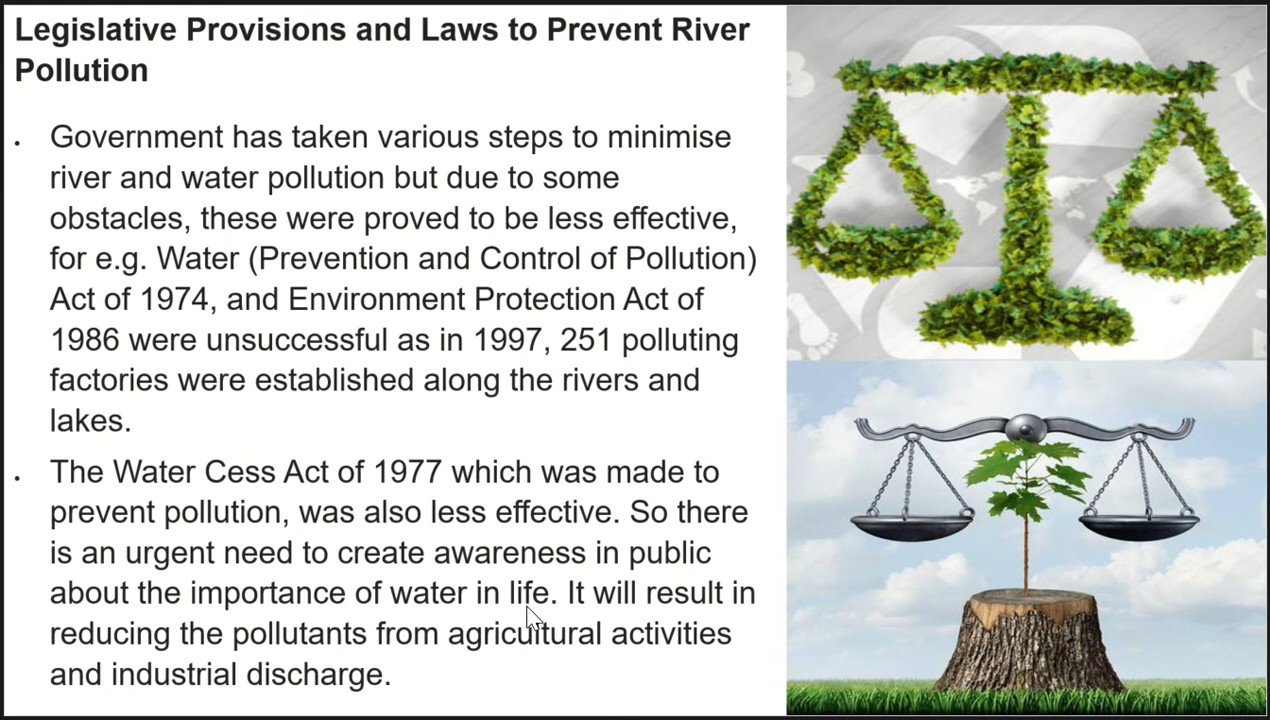 Legislative Provisions and Laws to Prevent River
Pollution
• Government has taken various steps to minimise
river and water pollution but due to some
obstacles, these were proved to be less effective,
for e.g. Water (Prevention and Control of Pollution)
Act of 1974, and Environment Protection Act of
1986 were unsuccessful as in 1997, 251 polluting
factories were established along the rivers and
lakes.
• The Water Cess Act of 1977 which was made to
prevent pollution, was also less effective. So there
is an urgent need to create awareness in public
about the importance of water in life. It will result in
reducing the pollutants from agricultural activities
and industrial discharge.